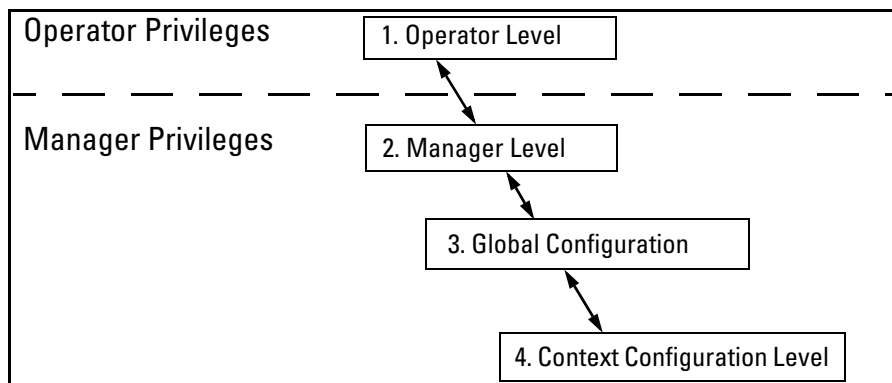 Operator Privileges
1. Operator Level
Manager Privileges
2. Manager Level
3. Global Configuration
4. Context Configuration Level